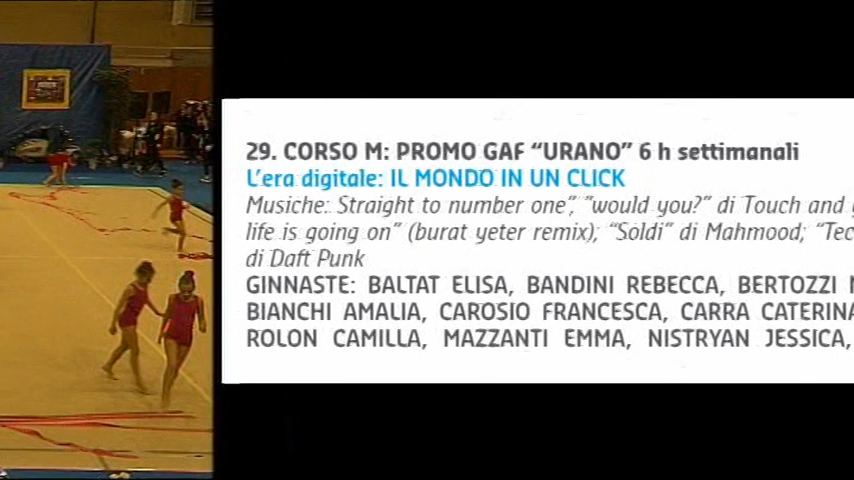 29. CORSO M: PROMO GAF “URANO” 6 h settimanali
L’era digitale: IL MONDO IN UN CLICK
Musiche: Straight to number one”, ”would you?” di Touch and
life is going on” (burat yeter remix); “Soldi” di Mahmood; “Tec
di Daft Punk
GINNASTE: BALTAT ELISA, BANDINI REBECCA, BERTOZZI
BIANCHI AMALIA, CAROSIO FRANCESCA, CARRA CATERINA
ROLON CAMILLA, MAZZANTI EMMA, NISTRYAN JESSICA,